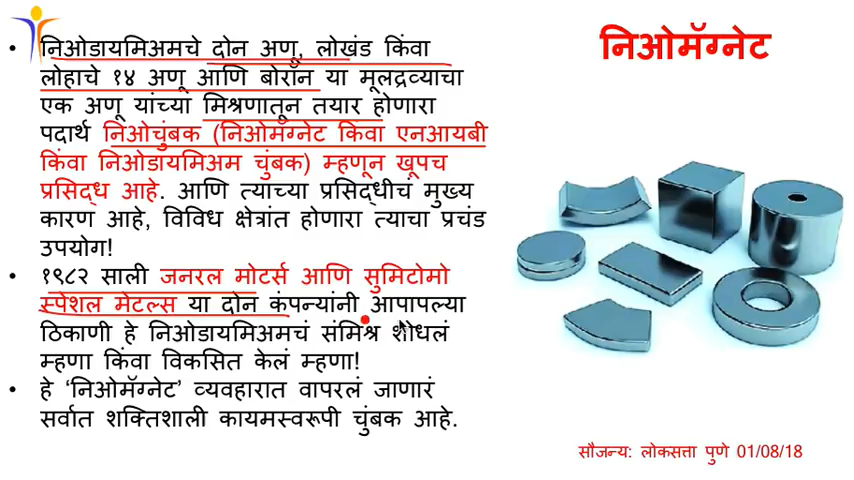 निओमॅग्नेट
• निओडायमिअमचे दोन अणू, लोखंड किंवा
लोहाचे १४ अणू आणि बोरॉन या मूलद्रव्याचा
एक अणू यांच्या मिश्रणातून तयार होणारा
पदार्थ निओचुंबक (निओमॅग्नेट किंवा एनआयबी
किंवा निओडायमिअम चुंबक) म्हणून खूपच
प्रसिद्ध आहे. आणि त्याच्या प्रसिद्धीचं मुख्य
कारण आहे, विविध क्षेत्रांत होणारा त्याचा प्रचंड
उपयोग!
• १९८२ साली जनरल मोटर्स आणि सुमिटोमो
स्पेशल मेटल्स या दोन कंपन्यांनी आपापल्या
ठिकाणी हे निओडायमिअमचं संमिश्र शोधलं
म्हणा किंवा विकसित केलं म्हणा!
• हे ‘निओमॅग्नेट’ व्यवहारात वापरलं जाणारं
सर्वात शक्तिशाली कायमस्वरूपी चुंबक आहे.
सौजन्य: लोकसत्ता पुणे 01/08/18